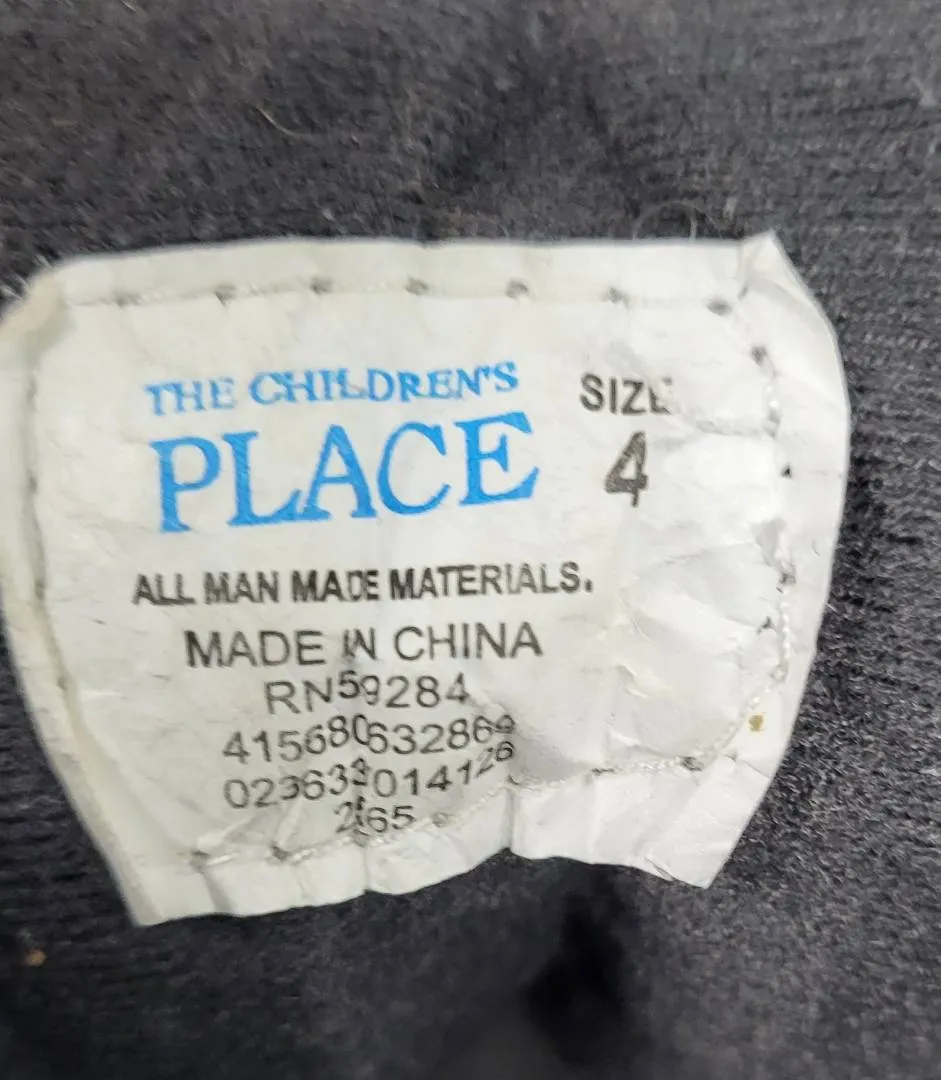 THE CHILDREN'S
PLACE
SIZE
4
ALL MAN MADE MATERIALS.
MADE IN CHINA
RN59284